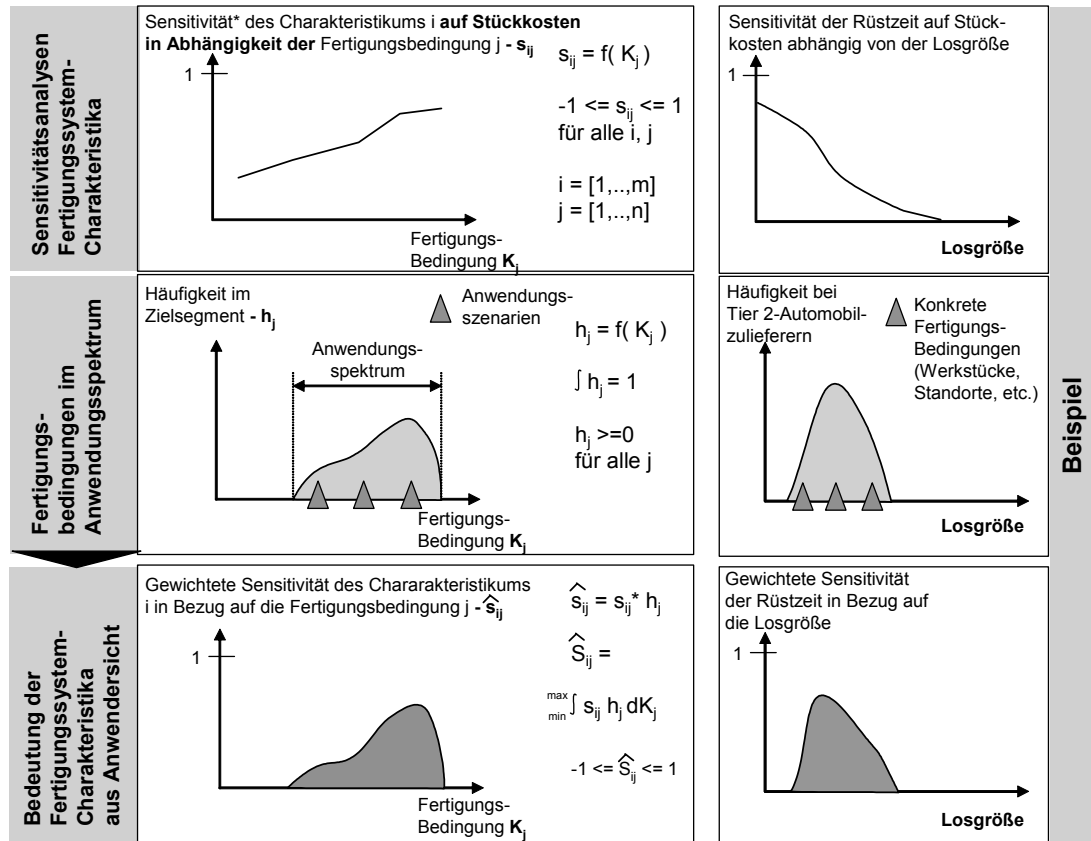 Sensitivitätsanalysen
Fertigungssystem-
Charakteristika
Sensitivität* des Charakteristikums i auf Stückkosten
in Abhängigkeit der Fertigungsbedingung j - sij
1
Fertigungs-
Bedingung Kj
sij = f( Kj )
-1 <= sij <= 1
für alle i, j
i = [1,..,m]
j = [1,..,n]
Sensitivität der Rüstzeit auf Stück-
kosten abhängig von der Losgröße
1
Losgröße
Fertigungs-
bedingungen im
Anwendungsspektrum
Häufigkeit im
Zielsegment - hj
Anwendungs-
szenarien
Anwendungs-
spektrum
Fertigungs-
Bedingung Kj
hj = f( Kj )
∫ hj = 1
hj >=0
für alle j
Häufigkeit bei
Tier 2-Automobil-
zulieferern
Konkrete
Fertigungs-
Bedingungen
(Werkstücke,
Standorte, etc.)
Losgröße
Bedeutung der
Fertigungssystem-
Charakteristika
aus Anwendersicht
Gewichtete Sensitivität des Chararakteristikums
i in Bezug auf die Fertigungsbedingung j - ŝij
1
Fertigungs-
Bedingung Kj
ŝij = sij* hj
Ŝij =
max
min ∫ sij hj dKj
-1 <= Ŝij <= 1
Gewichtete Sensitivität
der Rüstzeit in Bezug auf
die Losgröße
1
Losgröße
Beispiel